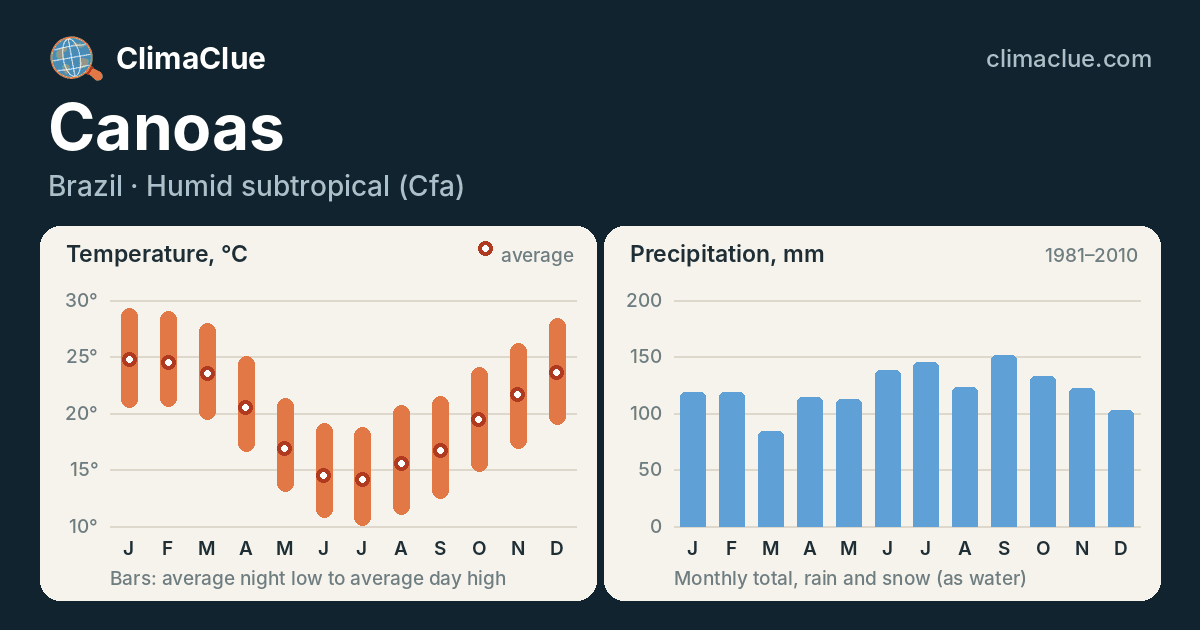 ClimaClue
climaclue.com
Canoas
Brazil · Humid subtropical (Cfa)
Temperature, °C
average
30°
25°
20°
15°
10°
J F M A M J J A S O N D
Bars: average night low to average day high
Precipitation, mm
1981–2010
200
150
100
50
0
J F M A M J J A S O N D
Monthly total, rain and snow (as water)